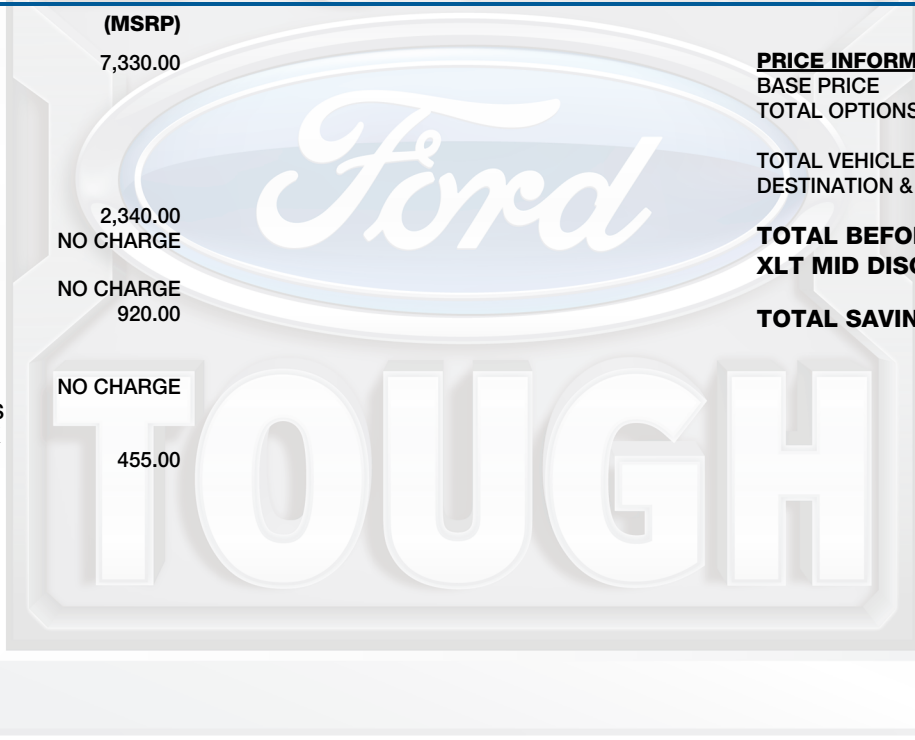 (MSRP)
7,330.00
2,340.00
NO CHARGE
NO CHARGE
920.00
NO CHARGE
S
455.00
PRICE INFORM
BASE PRICE
TOTAL OPTIONS
TOTAL VEHICLE
DESTINATION &
TOTAL BEFO
XLT MID DISC
TOTAL SAVIN
Ford
TOUGH